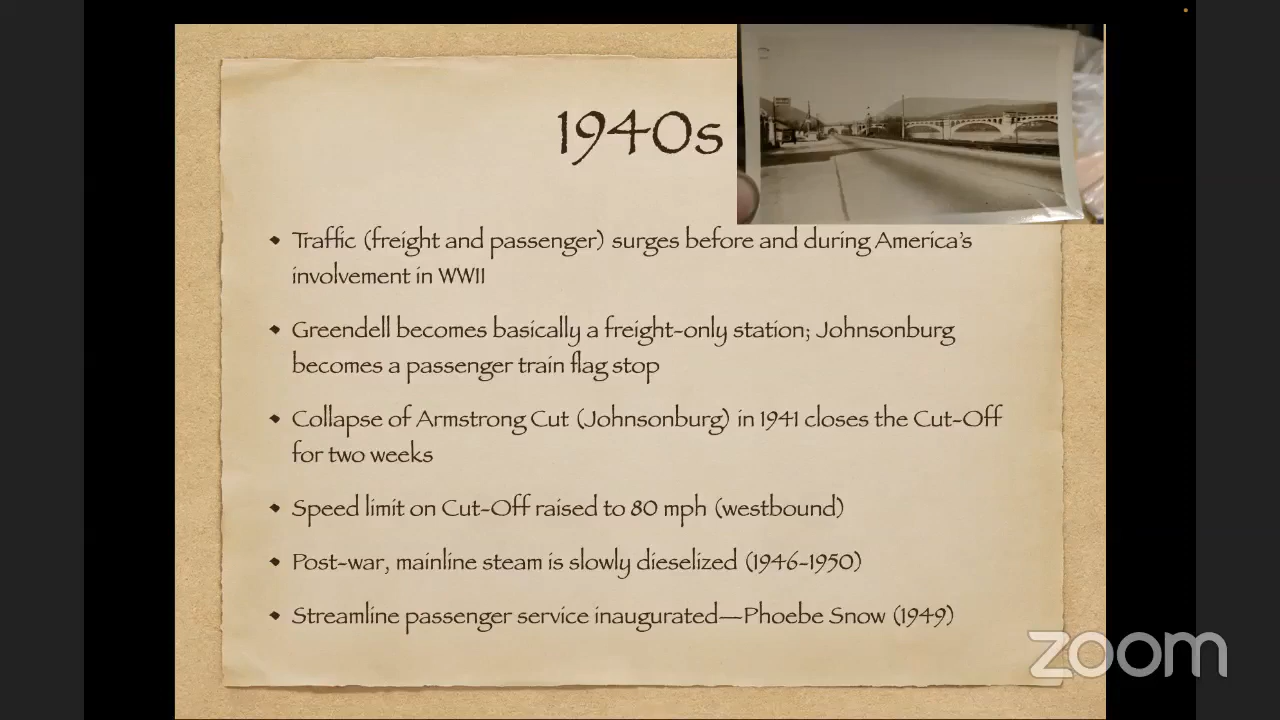 1940s
• Traffic (freight and passenger) surges before and during America's
involvement in WWII
• Greendell becomes basically a freight-only station; Johnsonburg
becomes a passenger train flag stop
• Collapse of Armstrong Cut (Johnsonburg) in 1941 closes the Cut-Off
for two weeks
• Speed limit on Cut-Off raised to 80 mph (westbound)
• Post-war, mainline steam is slowly dieselized (1946-1950)
• Streamline passenger service inaugurated—Phoebe Snow (1949)
zoom